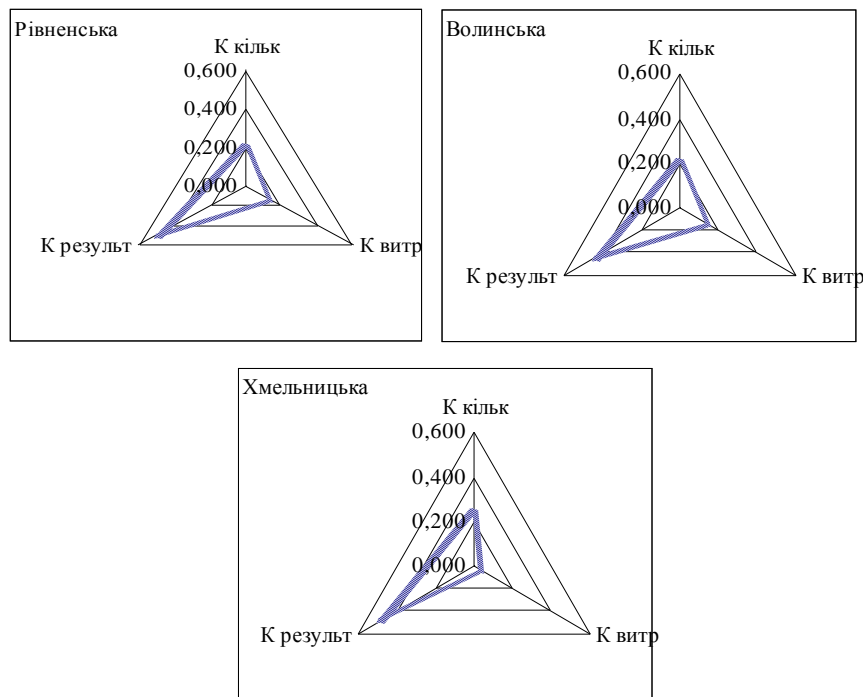 Рівненська
К кільк
0,600
0,400
0,200
0,000
К результ
К витр
Волинська
К кільк
0,600
0,400
0,200
0,000
К результ
К витр
Хмельницька
К кільк
0,600
0,400
0,200
0,000
К результ
К витр